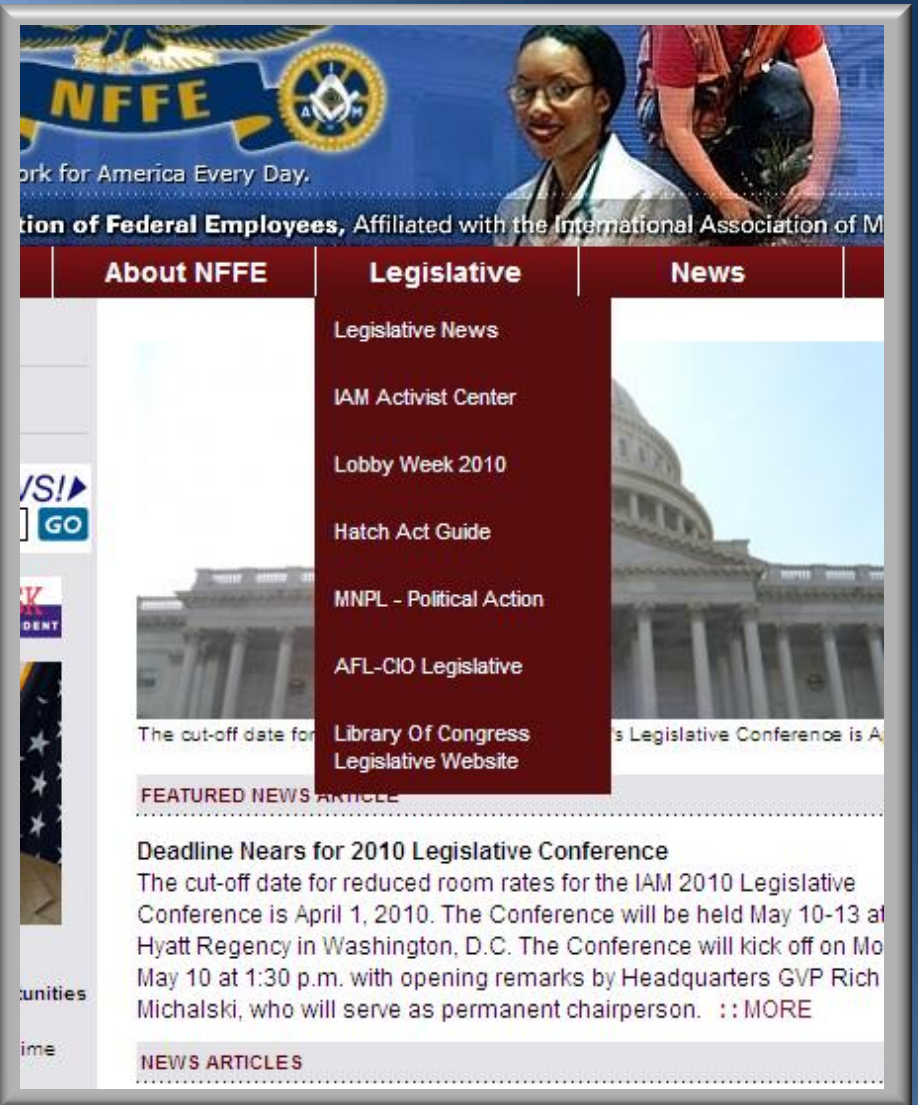 NFFE
I A M
ork for America Every Day.
tion of Federal Employees, Affiliated with the International Association of M
About NFFE Legislative News
Legislative News
IAM Activist Center
Lobby Week 2010
Hatch Act Guide
MNPL - Political Action
AFL-CIO Legislative
Library Of Congress
Legislative Website
WS!
GO
SK
DENT
tunities
ime
The cut-off date for 's Legislative Conference is A
FEATURED NEWS ARTICLE
Deadline Nears for 2010 Legislative Conference
The cut-off date for reduced room rates for the IAM 2010 Legislative
Conference is April 1, 2010. The Conference will be held May 10-13 at
Hyatt Regency in Washington, D.C. The Conference will kick off on Mo
May 10 at 1:30 p.m. with opening remarks by Headquarters GVP Rich
Michalski, who will serve as permanent chairperson. ::MORE
NEWS ARTICLES